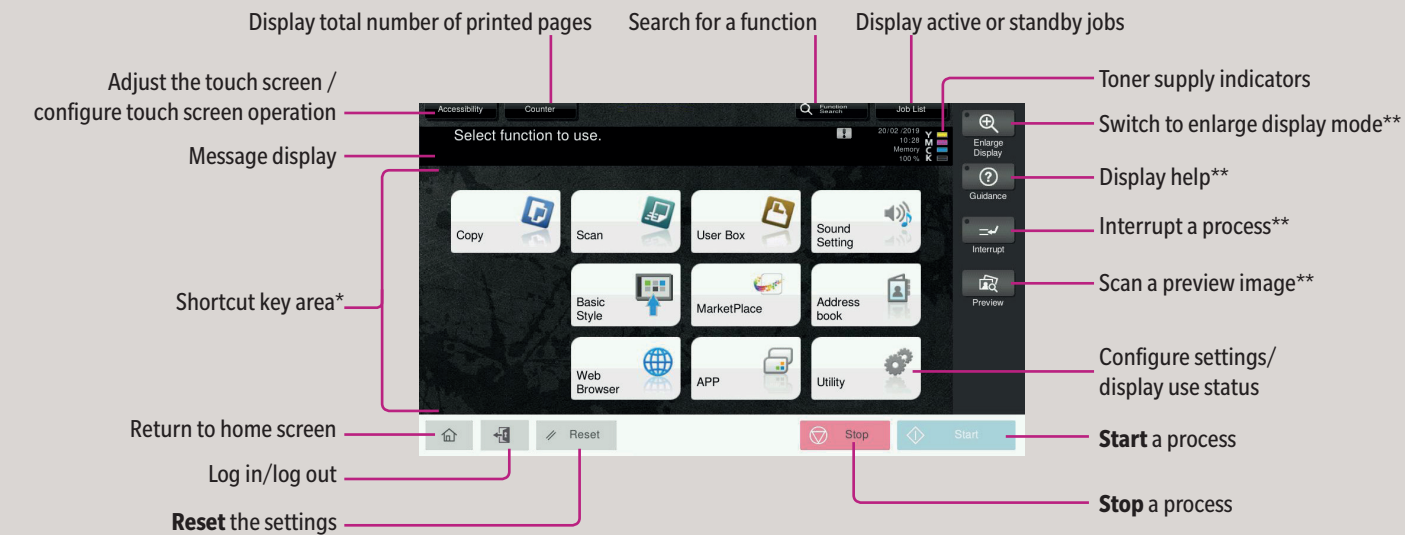 Display total number of printed pages
Search for a function
Display active or standby jobs
Adjust the touch screen /
configure touch screen operation
Message display
Shortcut key area*
Return to home screen
Log in/log out
Reset the settings
Accessibility
Counter
Function
Search
Job List
Select function to use.
20/02 /2019
10:28
Memory
100 %
Y
M
C
K
Copy
Scan
User Box
Sound
Setting
Basic
Style
MarketPlace
Address
book
Web
Browser
APP
Utility
Reset
Stop
Start
Enlarge
Display
Guidance
Interrupt
Preview
Toner supply indicators
Switch to enlarge display mode**
Display help**
Interrupt a process**
Scan a preview image**
Configure settings/
display use status
Start a process
Stop a process